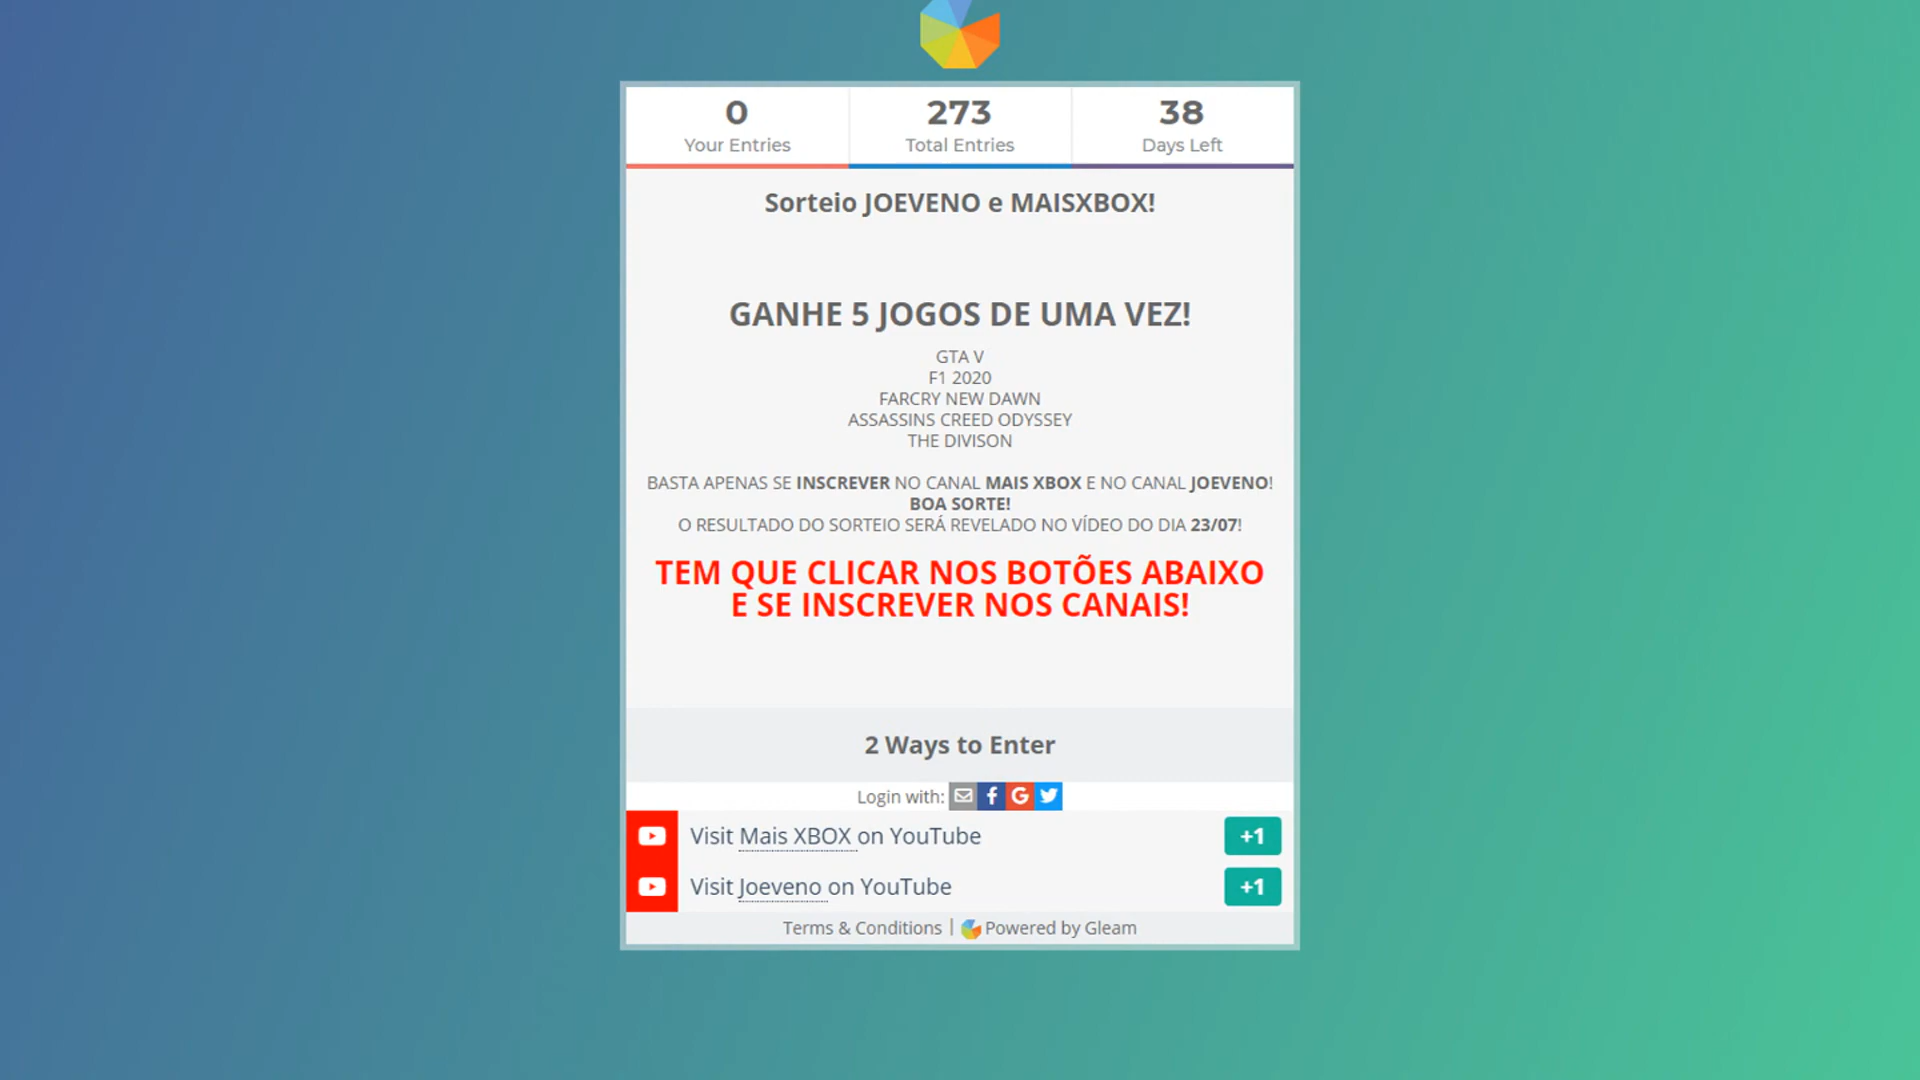 0
Your Entries
273
Total Entries
38
Days Left
Sorteio JOEVENO e MAISXBOX!
GANHE 5 JOGOS DE UMA VEZ!
GTA V
F1 2020
FARCRY NEW DAWN
ASSASSINS CREED ODYSSEY
THE DIVISON
BASTA APENAS SE INSCREVER NO CANAL MAIS XBOX E NO CANAL JOEVENO!
BOA SORTE!
O RESULTADO DO SORTEIO SERÁ REVELADO NO VÍDEO DO DIA 23/07!
TEM QUE CLICAR NOS BOTÕES ABAIXO
E SE INSCREVER NOS CANAIS!
2 Ways to Enter
Login with:
Visit Mais XBOX on YouTube
+1
Visit Joeveno on YouTube
+1
Terms & Conditions | Powered by Gleam